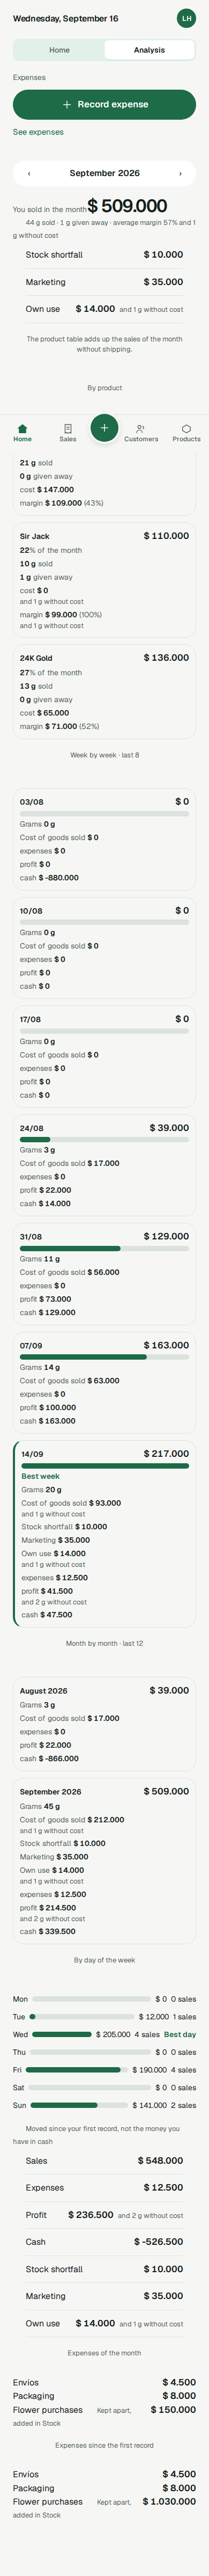 Wednesday, September 16
LH
Home Analysis
Expenses
+ Record expense
See expenses
‹ September 2026 ›
You sold in the month $ 509.000
44 g sold · 1 g given away · average margin 57% and 1
g without cost
Stock shortfall $ 10.000
Marketing $ 35.000
Own use $ 14.000 and 1 g without cost
The product table adds up the sales of the month
without shipping.
By product
Home Sales + Customers Products
21 g sold
0 g given away
cost $ 147.000
margin $ 109.000 (43%)
Sir Jack $ 110.000
22% of the month
10 g sold
1 g given away
cost $ 0
and 1 g without cost
margin $ 99.000 (100%)
and 1 g without cost
24K Gold $ 136.000
27% of the month
13 g sold
0 g given away
cost $ 65.000
margin $ 71.000 (52%)
Week by week · last 8
03/08 $ 0
Grams 0 g
Cost of goods sold $ 0
expenses $ 0
profit $ 0
cash $ -880.000
10/08 $ 0
Grams 0 g
Cost of goods sold $ 0
expenses $ 0
profit $ 0
cash $ 0
17/08 $ 0
Grams 0 g
Cost of goods sold $ 0
expenses $ 0
profit $ 0
cash $ 0
24/08 $ 39.000
Grams 3 g
Cost of goods sold $ 17.000
expenses $ 0
profit $ 22.000
cash $ 14.000
31/08 $ 129.000
Grams 11 g
Cost of goods sold $ 56.000
expenses $ 0
profit $ 73.000
cash $ 129.000
07/09 $ 163.000
Grams 14 g
Cost of goods sold $ 63.000
expenses $ 0
profit $ 100.000
cash $ 163.000
14/09 $ 217.000
Best week
Grams 20 g
Cost of goods sold $ 93.000
and 1 g without cost
Stock shortfall $ 10.000
Marketing $ 35.000
Own use $ 14.000
and 1 g without cost
expenses $ 12.500
profit $ 41.500
and 2 g without cost
cash $ 47.500
Month by month · last 12
August 2026 $ 39.000
Grams 3 g
Cost of goods sold $ 17.000
expenses $ 0
profit $ 22.000
cash $ -866.000
September 2026 $ 509.000
Grams 45 g
Cost of goods sold $ 212.000
and 1 g without cost
Stock shortfall $ 10.000
Marketing $ 35.000
Own use $ 14.000
and 1 g without cost
expenses $ 12.500
profit $ 214.500
and 2 g without cost
cash $ 339.500
By day of the week
Mon $ 0 0 sales
Tue $ 12.000 1 sales
Wed $ 205.000 4 sales Best day
Thu $ 0 0 sales
Fri $ 190.000 4 sales
Sat $ 0 0 sales
Sun $ 141.000 2 sales
Moved since your first record, not the money you
have in cash
Sales $ 548.000
Expenses $ 12.500
Profit $ 236.500 and 2 g without cost
Cash $ -526.500
Stock shortfall $ 10.000
Marketing $ 35.000
Own use $ 14.000 and 1 g without cost
Expenses of the month
Envíos $ 4.500
Packaging $ 8.000
Flower purchases Kept apart, $ 150.000
added in Stock
Expenses since the first record
Envíos $ 4.500
Packaging $ 8.000
Flower purchases Kept apart, $ 1.030.000
added in Stock